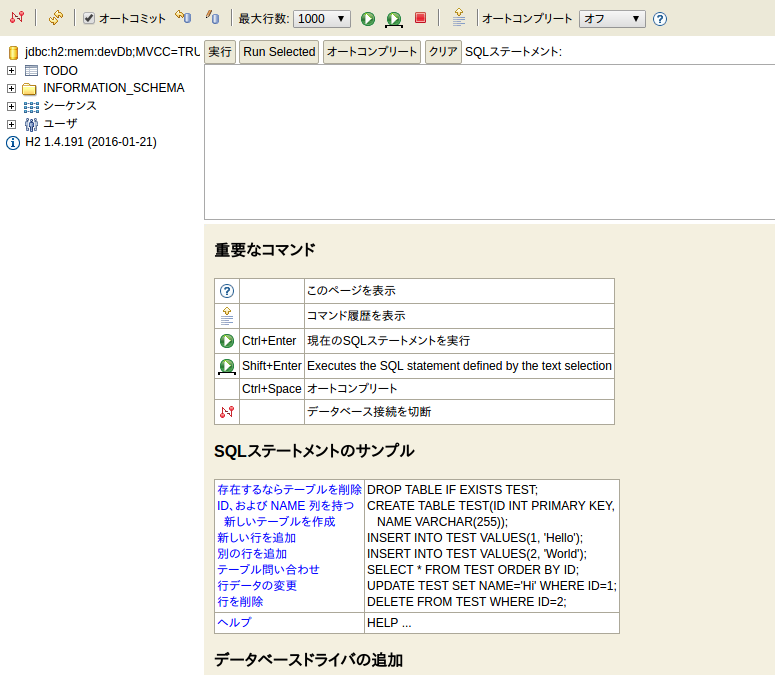 オートコミット 最大行数: 1000 オートコンプリート オフ
jdbc:h2:mem:devDb;MVCC=TRU
TODO
INFORMATION_SCHEMA
シーケンス
ユーザ
H2 1.4.191 (2016-01-21)
実行 Run Selected オートコンプリート クリア SQLステートメント:
重要なコマンド
このページを表示
コマンド履歴を表示
Ctrl+Enter 現在のSQLステートメントを実行
Shift+Enter Executes the SQL statement defined by the text selection
Ctrl+Space オートコンプリート
データベース接続を切断
SQLステートメントのサンプル
存在するならテーブルを削除 DROP TABLE IF EXISTS TEST;
ID、および NAME 列を持つ CREATE TABLE TEST(ID INT PRIMARY KEY,
新しいテーブルを作成 NAME VARCHAR(255));
新しい行を追加 INSERT INTO TEST VALUES(1, 'Hello');
別の行を追加 INSERT INTO TEST VALUES(2, 'World');
テーブル問い合わせ SELECT * FROM TEST ORDER BY ID;
行データの変更 UPDATE TEST SET NAME='Hi' WHERE ID=1;
行を削除 DELETE FROM TEST WHERE ID=2;
ヘルプ HELP ...
データベースドライバの追加